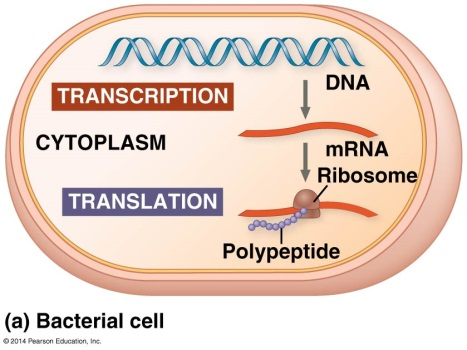 DNA
TRANSCRIPTION
CYTOPLASM
mRNA
Ribosome
TRANSLATION
Polypeptide
(a) Bacterial cell
© 2014 Pearson Education, Inc.